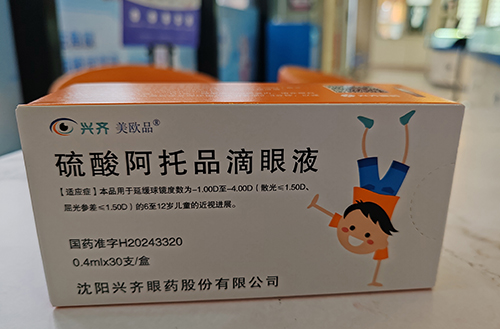 兴齐 美欧品®
硫酸阿托品滴眼液
【适应症】本品用于延缓球镜度数为-1.00D至-4.00D（散光≤1.50D、
屈光参差≤1.50D）的6至12岁儿童的近视进展。
国药准字H20243320
0.4mlx30支/盒
沈阳兴齐眼药股份有限公司